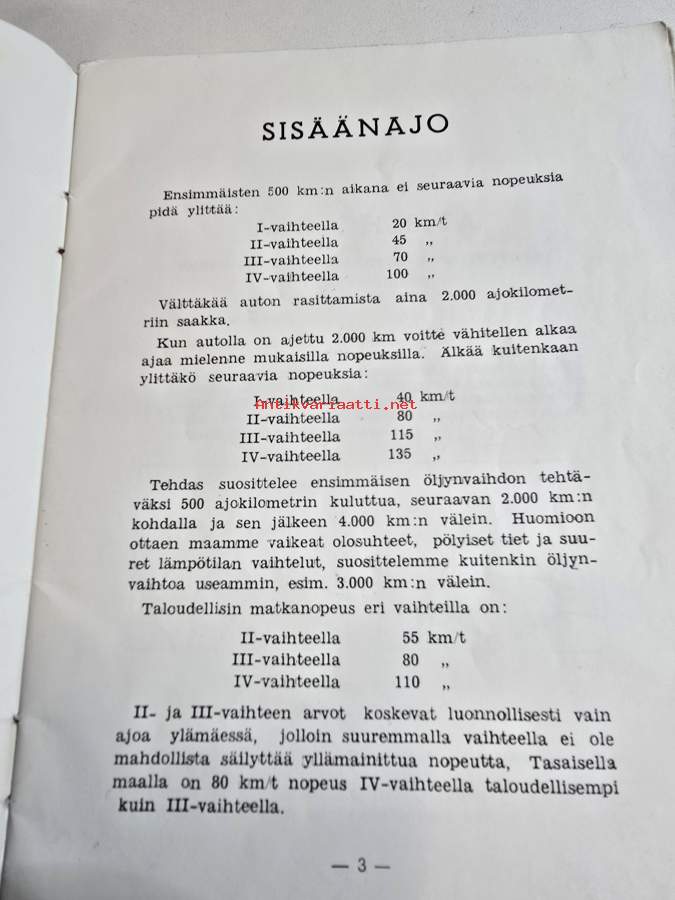 SISÄÄNAJO
Ensimmäisten 500 km:n aikana ei seuraavia nopeuksia
pidä ylittää:
I-vaihteella 20 km/t
II-vaihteella 45 „
III-vaihteella 70 „
IV-vaihteella 100 „
Välttäkää auton rasittamista aina 2.000 ajokilomet-
riin saakka.
Kun autolla on ajettu 2.000 km voitte vähitellen alkaa
ajaa mielenne mukaisilla nopeuksilla. Älkää kuitenkaan
ylittäkö seuraavia nopeuksia:
I-vaihteella 40 km/t
Antikvariaatti.net
II-vaihteella 80 „
III-vaihteella 115 „
IV-vaihteella 135 „
Tehdas suosittelee ensimmäisen öljynvaihdon tehtä-
väksi 500 ajokilometrin kuluttua, seuraavan 2.000 km:n
kohdalla ja sen jälkeen 4.000 km:n välein. Huomioon
ottaen maamme vaikeat olosuhteet, pölyiset tiet ja suu-
ret lämpötilan vaihtelut, suosittelemme kuitenkin öljyn-
vaihtoa useammin, esim. 3.000 km:n välein.
Taloudellisin matkanopeus eri vaihteilla on:
II-vaihteella 55 km/t
III-vaihteella 80 „
IV-vaihteella 110 „
II- ja III-vaihteen arvot koskevat luonnollisesti vain
ajoa ylämäessä, jolloin suuremmalla vaihteella ei ole
mahdollista säilyttää yllämainittua nopeutta, Tasaisella
maalla on 80 km/t nopeus IV-vaihteella taloudellisempi
kuin III-vaihteella.
— 3 —